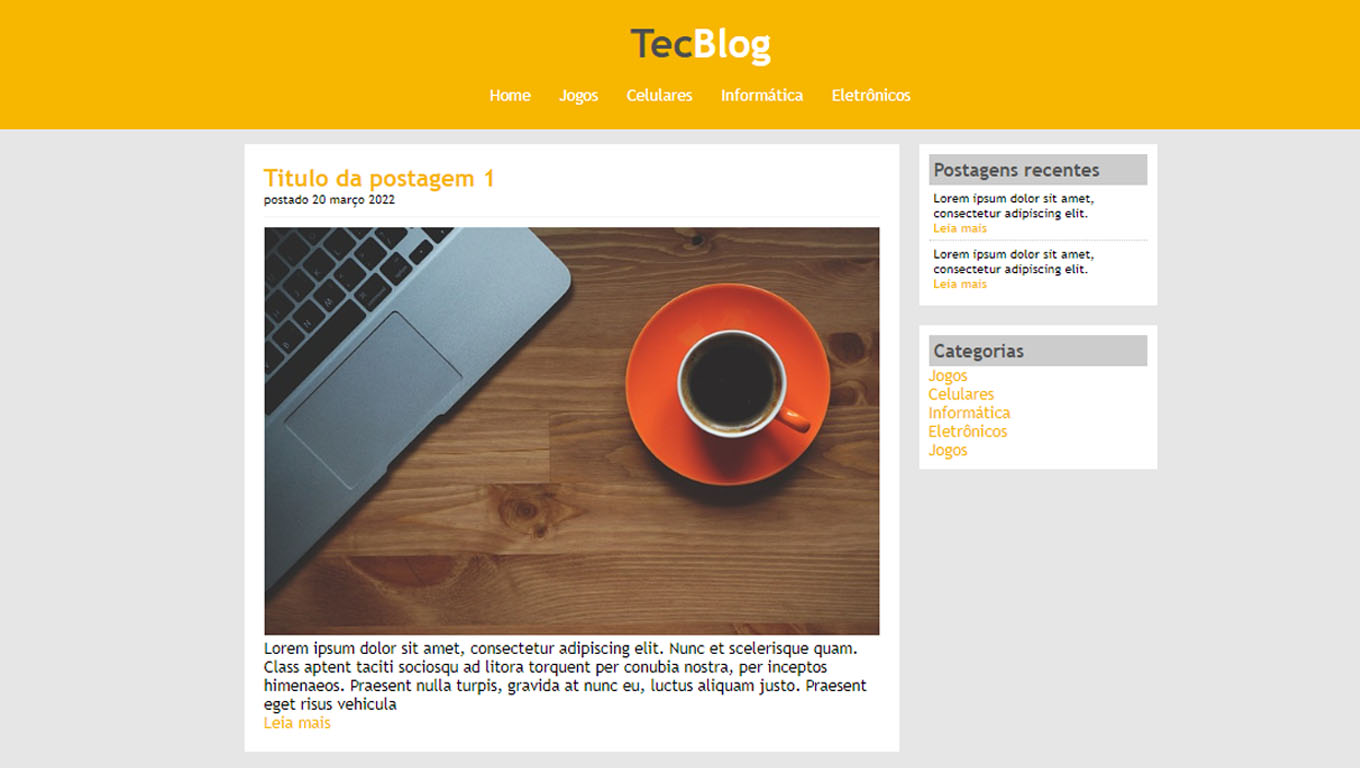 TecBlog
Home Jogos Celulares Informática Eletrônicos
Titulo da postagem 1
postado 20 março 2022
Lorem ipsum dolor sit amet, consectetur adipiscing elit. Nunc et scelerisque quam.
Class aptent taciti sociosqu ad litora torquent per conubia nostra, per inceptos
himenaeos. Praesent nulla turpis, gravida at nunc eu, luctus aliquam justo. Praesent
eget risus vehicula
Leia mais
Postagens recentes
Lorem ipsum dolor sit amet,
consectetur adipiscing elit.
Leia mais
Lorem ipsum dolor sit amet,
consectetur adipiscing elit.
Leia mais
Categorias
Jogos
Celulares
Informática
Eletrônicos
Jogos